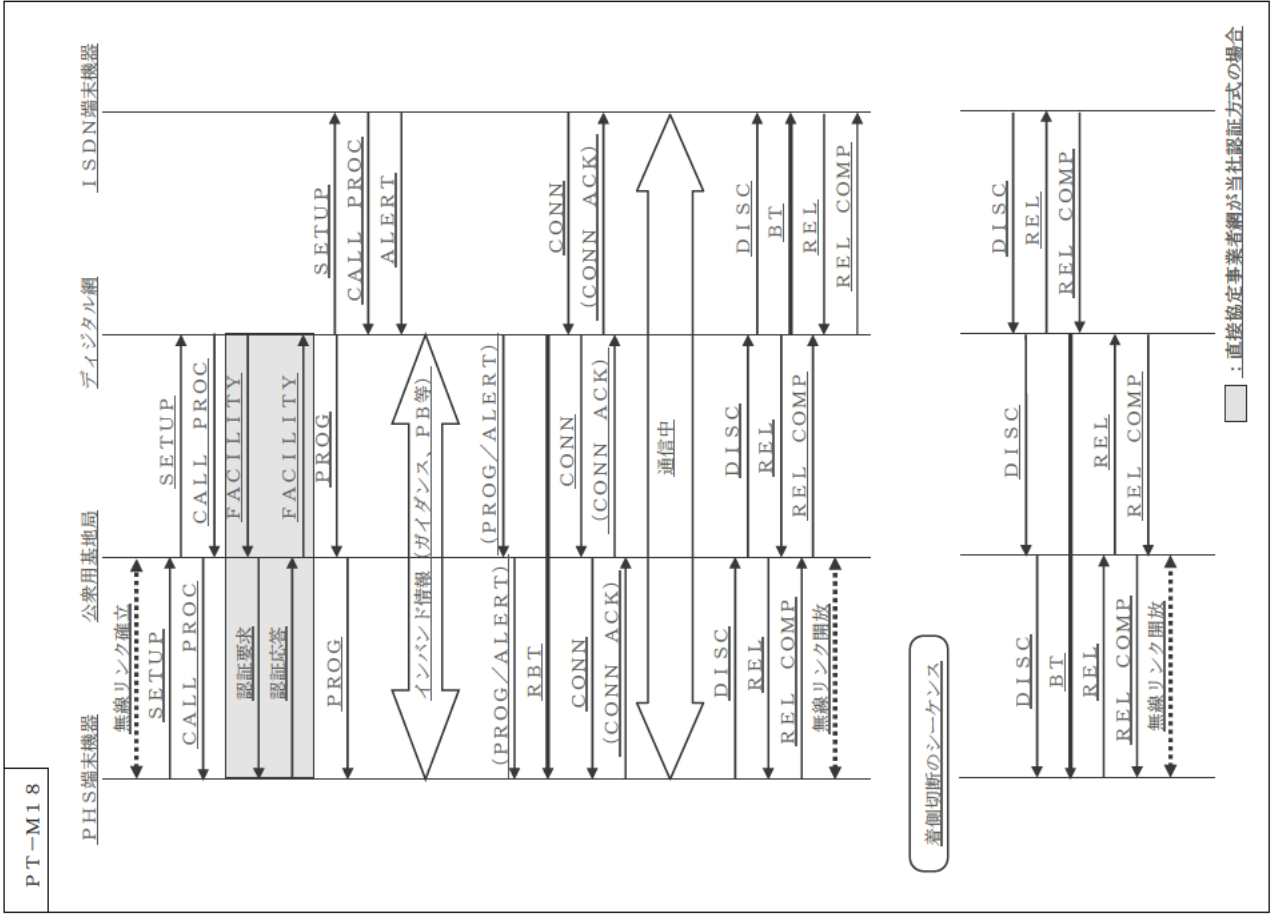 PT-M18
PHS端末機器
公衆用基地局
ディジタル網
ISDN端末機器
無線リンク確立
SETUP
SETUP
CALL PROC
CALL PROC
FACILITY
認証要求
認証応答
FACILITY
SETUP
PROG
PROG
CALL PROC
ALERT
インバンド情報（ガイダンス、PB等）
(PROG/ALERT)
(PROG/ALERT)
RBT
CONN
CONN
CONN
(CONN ACK)
(CONN ACK)
(CONN ACK)
通信中
DISC
DISC
DISC
REL
REL
BT
REL COMP
REL COMP
REL
無線リンク開放
REL COMP
着側切断のシーケンス
DISC
DISC
DISC
REL
BT
REL COMP
REL
REL
REL COMP
REL COMP
無線リンク開放
：直接協定事業者網が当社認証方式の場合